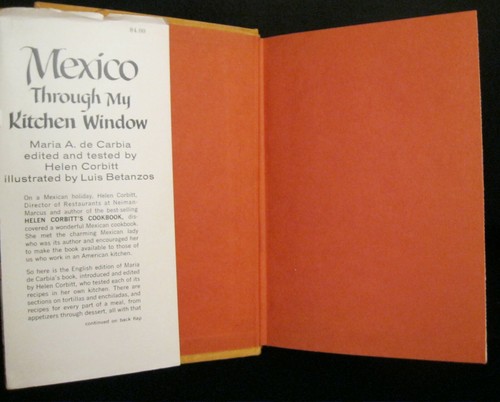 $4.00
Mexico
Through My
Kitchen Window
Maria A. de Carbia
edited and tested by
Helen Corbitt
illustrated by Luis Betanzos
On a Mexican holiday, Helen Corbitt,
Director of Restaurants at Neiman-
Marcus and author of the best-selling
HELEN CORBITT'S COOKBOOK, dis-
covered a wonderful Mexican cookbook.
She met the charming Mexican lady
who was its author and encouraged her
to make the book available to those of
us who work in an American kitchen.
So here is the English edition of Maria
de Carbia's book, introduced and edited
by Helen Corbitt, who tested each of its
recipes in her own kitchen. There are
sections on tortillas and enchiladas, and
recipes for every part of a meal, from
appetizers through dessert, all with that
continued on back flap